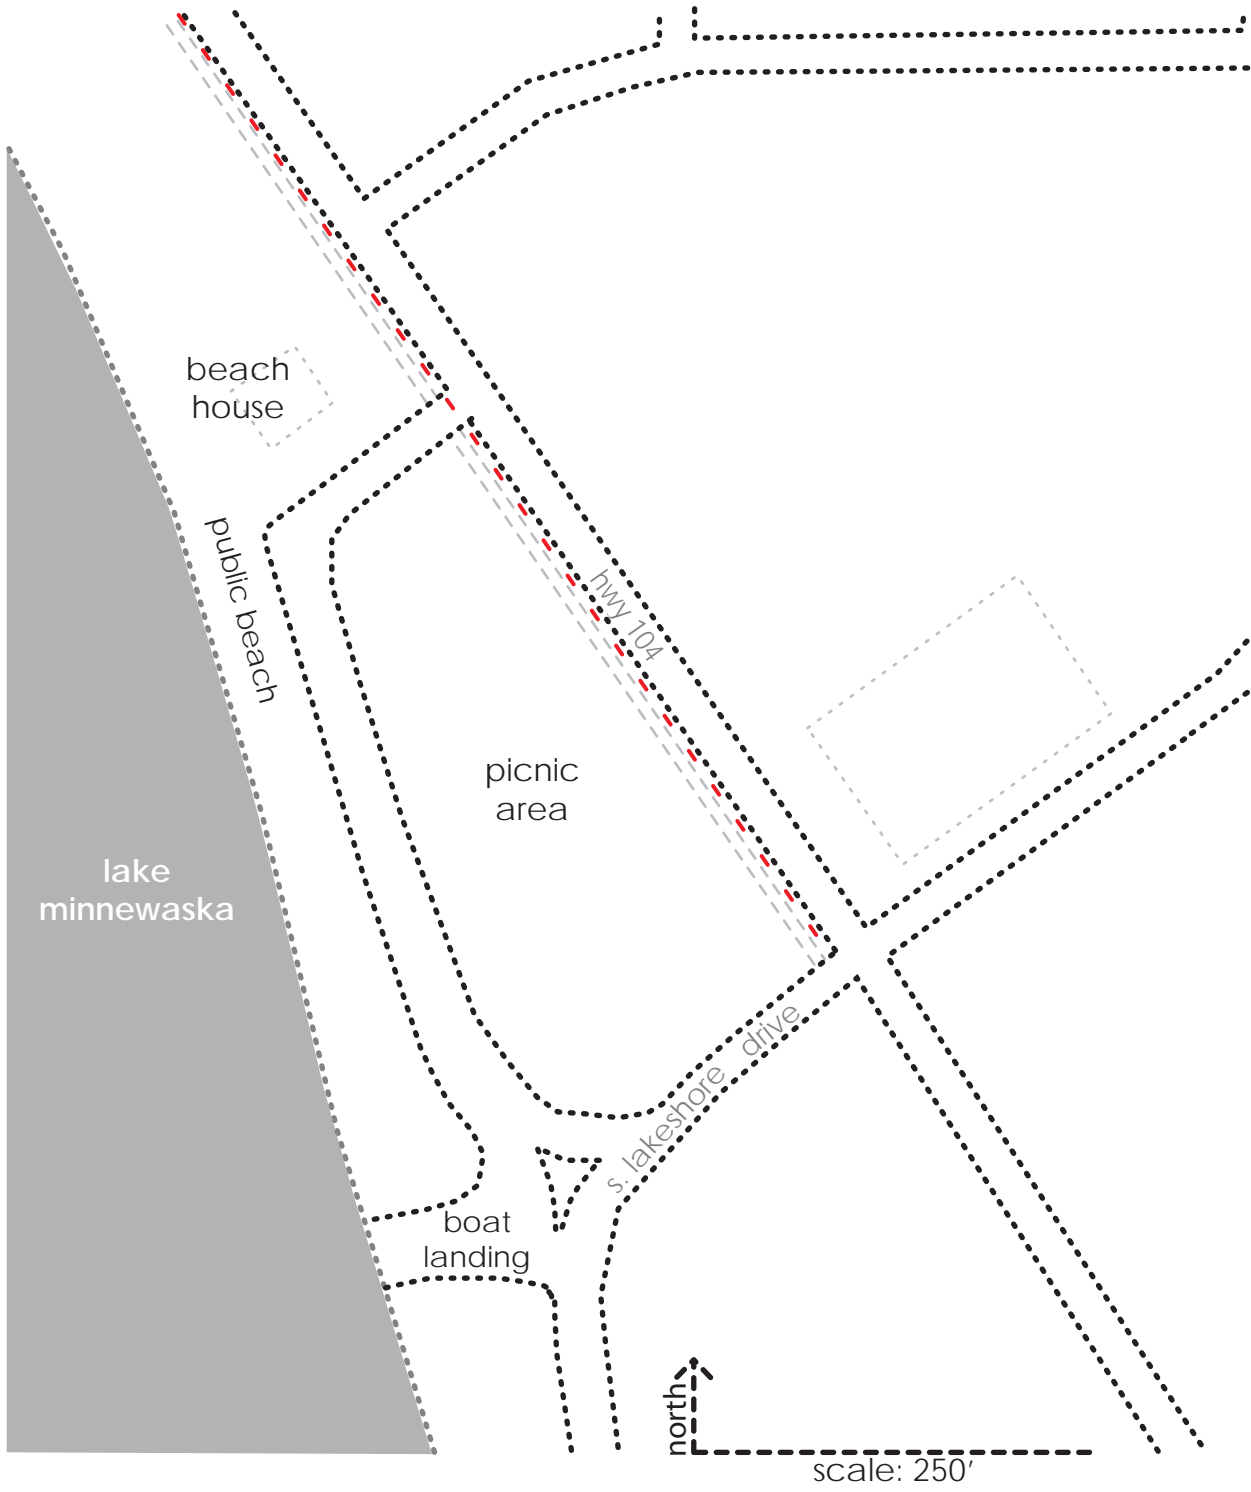 beach
house
public beach
hwy 104
picnic
area
lake
minnewaska
s. lakeshore drive
boat
landing
north
scale: 250′